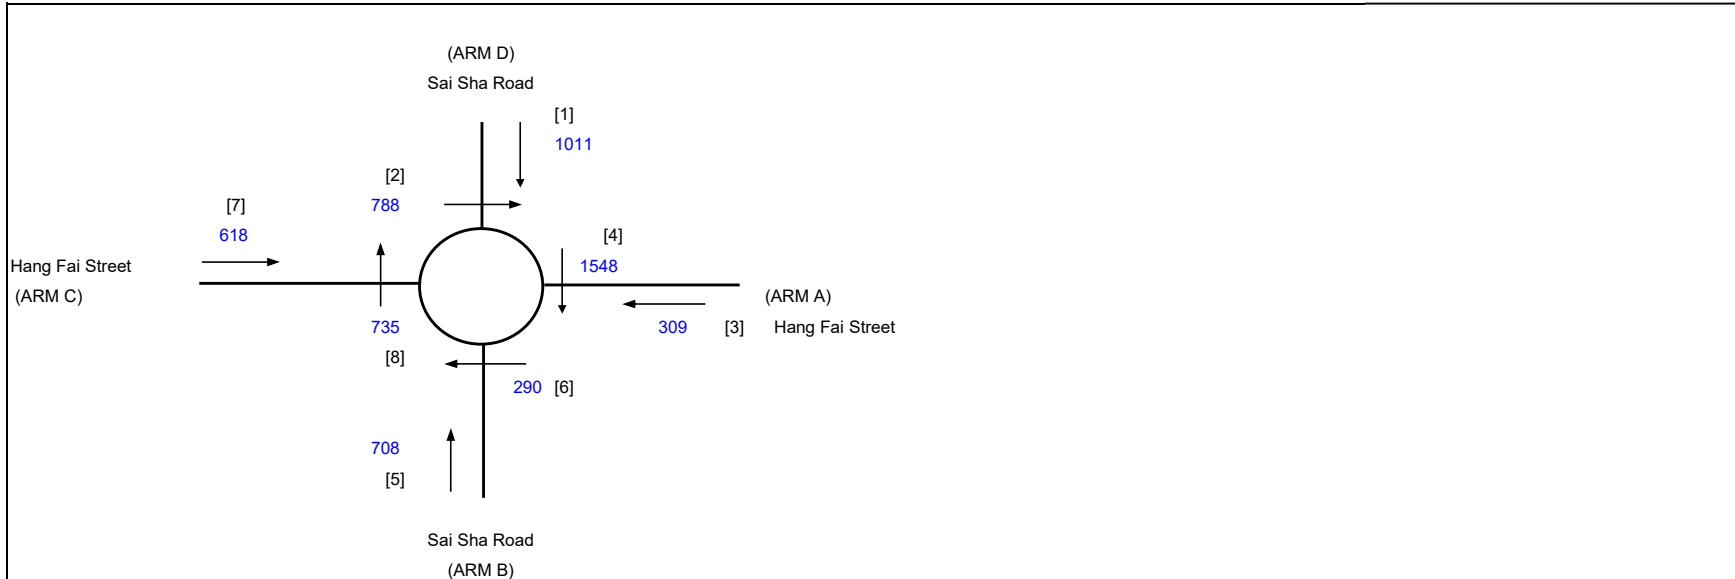 (ARM D)
Sai Sha Road
[1]
1011
[2]
788
[7]
618
[4]
1548
Hang Fai Street
(ARM C)
(ARM A)
735
309 [3] Hang Fai Street
[8]
290 [6]
708
[5]
Sai Sha Road
(ARM B)